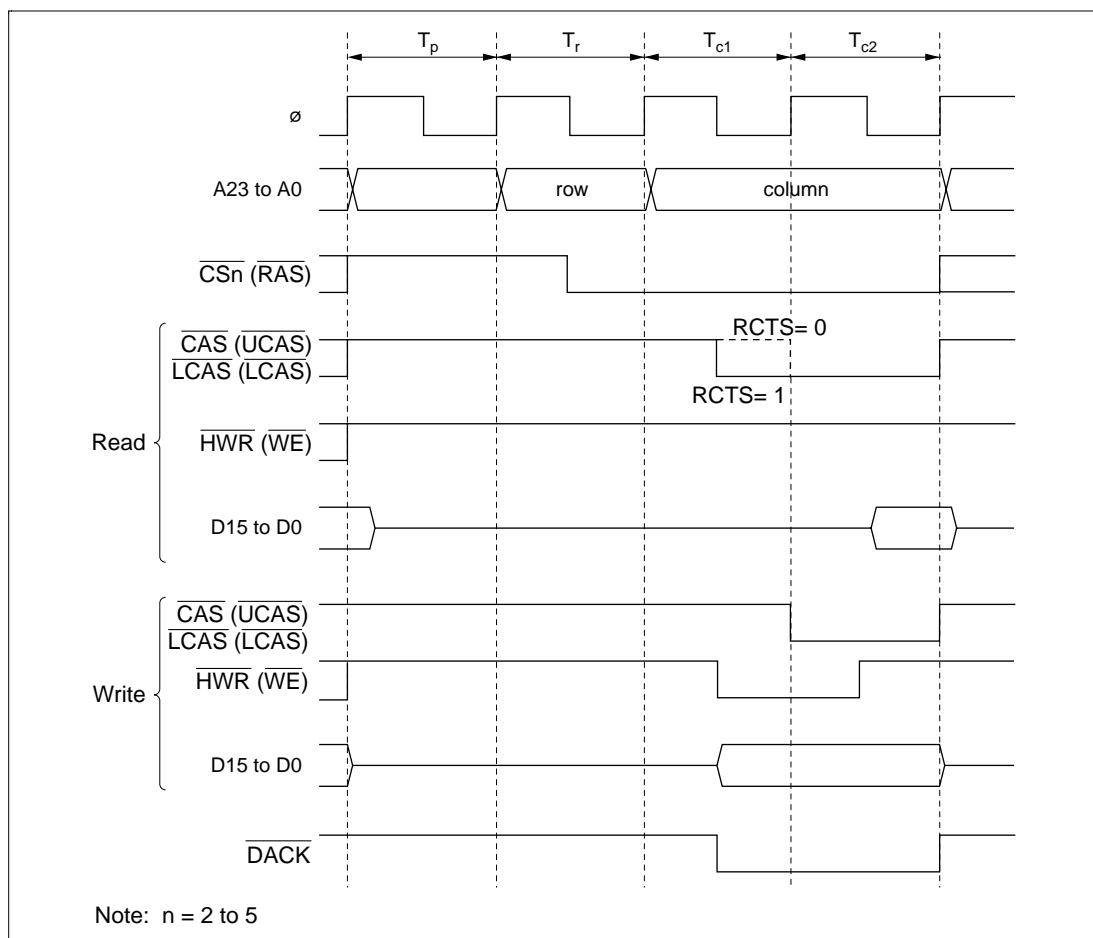 Tp Tr Tc1 Tc2
ø
A23 to A0 row column
CSn (RAS)
RCTS= 0
CAS (UCAS)
LCAS (LCAS)
RCTS= 1
Read
HWR (WE)
D15 to D0
CAS (UCAS)
LCAS (LCAS)
HWR (WE)
Write
D15 to D0
DACK
Note: n = 2 to 5